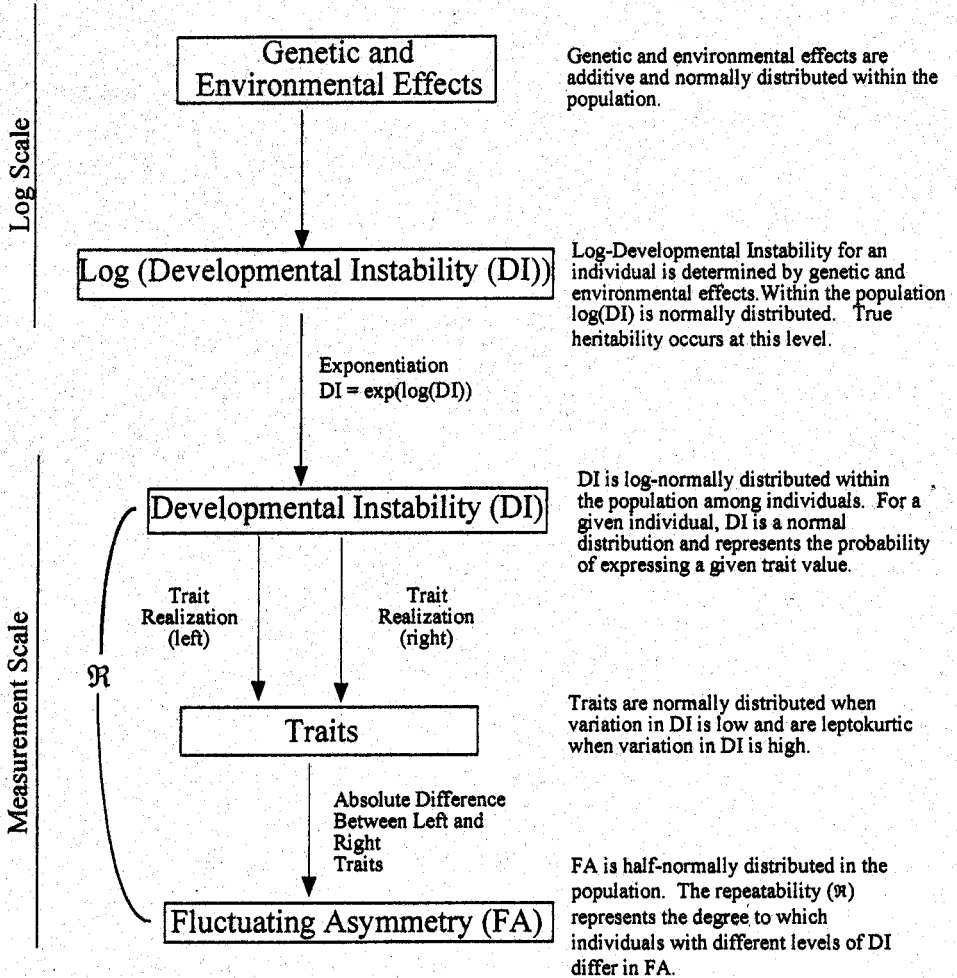 Log Scale
Genetic and
Environmental Effects
Genetic and environmental effects are
additive and normally distributed within the
population.
Log (Developmental Instability (DI))
Log-Developmental Instability for an
individual is determined by genetic and
environmental effects.Within the population
log(DI) is normally distributed. True
heritability occurs at this level.
Exponentiation
DI = exp(log(DI))
Measurement Scale
Developmental Instability (DI)
DI is log-normally distributed within
the population among individuals. For a
given individual, DI is a normal
distribution and represents the probability
of expressing a given trait value.
Trait
Realization
(left)
Trait
Realization
(right)
ℜ
Traits
Traits are normally distributed when
variation in DI is low and are leptokurtic
when variation in DI is high.
Absolute Difference
Between Left and
Right
Traits
Fluctuating Asymmetry (FA)
FA is half-normally distributed in the
population. The repeatability (ℜ)
represents the degree to which
individuals with different levels of DI
differ in FA.